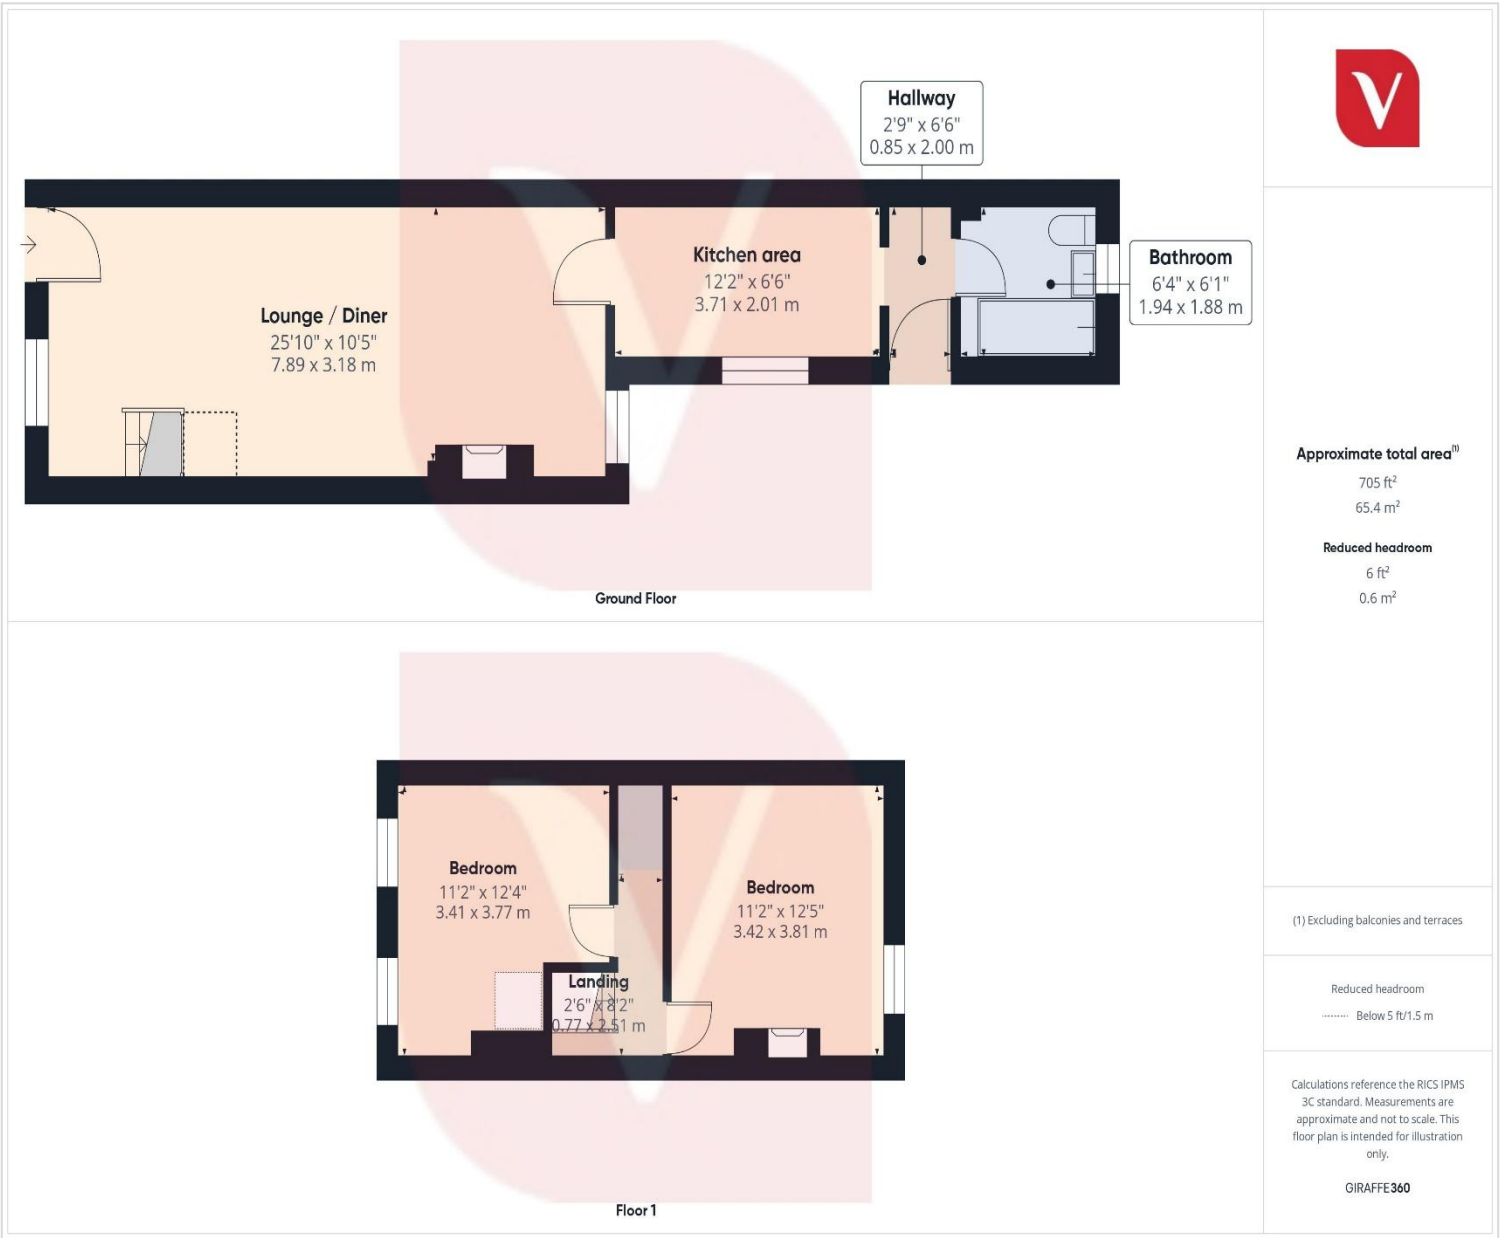 Hallway
2'9" x 6'6"
0.85 x 2.00 m
Lounge / Diner
25'10" x 10'5"
7.89 x 3.18 m
Kitchen area
12'2" x 6'6"
3.71 x 2.01 m
Bathroom
6'4" x 6'1"
1.94 x 1.88 m
Ground Floor
Bedroom
11'2" x 12'4"
3.41 x 3.77 m
Landing
2'6" x 8'2"
0.77 x 2.51 m
Bedroom
11'2" x 12'5"
3.42 x 3.81 m
Floor 1
V
Approximate total area(1)
705 ft²
65.4 m²
Reduced headroom
6 ft²
0.6 m²
(1) Excluding balconies and terraces
Reduced headroom
Below 5 ft/1.5 m
Calculations reference the RICS IPMS
3C standard. Measurements are
approximate and not to scale. This
floor plan is intended for illustration
only.
GIRAFFE360